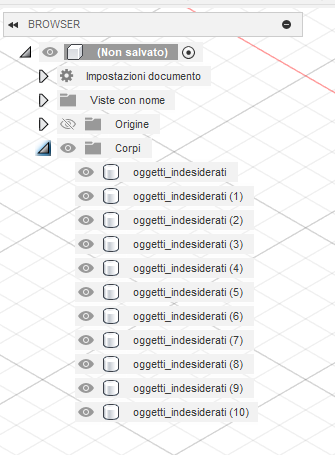 BROWSER
(Non salvato)
Impostazioni documento
Viste con nome
Origine
Corpi
oggetti_indesiderati
oggetti_indesiderati (1)
oggetti_indesiderati (2)
oggetti_indesiderati (3)
oggetti_indesiderati (4)
oggetti_indesiderati (5)
oggetti_indesiderati (6)
oggetti_indesiderati (7)
oggetti_indesiderati (8)
oggetti_indesiderati (9)
oggetti_indesiderati (10)